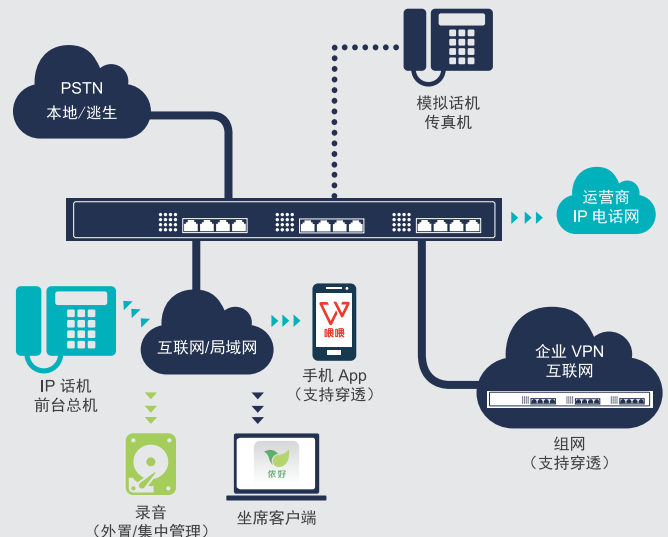 PSTN
本地/逃生
模拟话机
传真机
运营商
IP 电话网
互联网/局域网
喂喂
手机 App
（支持穿透）
IP 话机
前台总机
企业 VPN
互联网
组网
（支持穿透）
依好
录音
（外置/集中管理）
坐席客户端